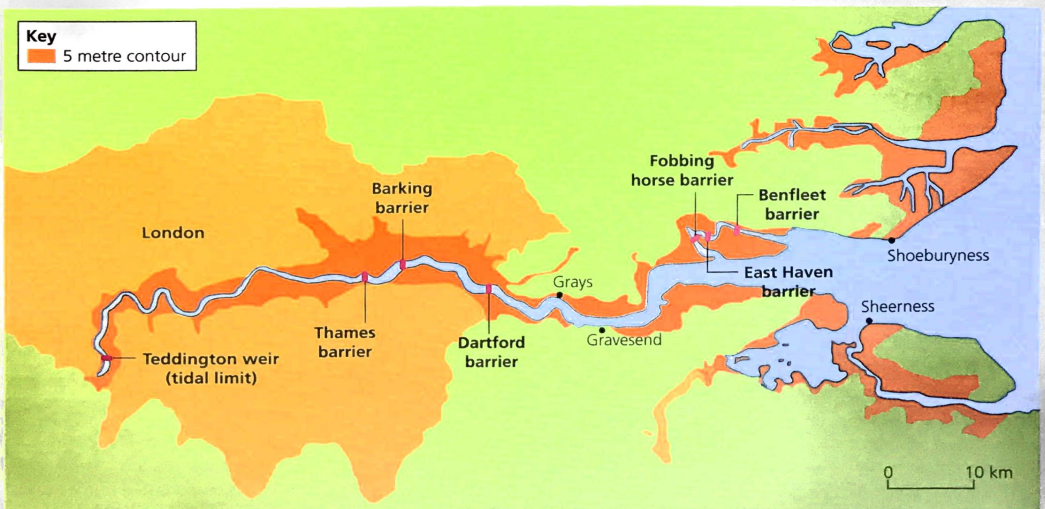 Key
5 metre contour
London
Barking
barrier
Thames
barrier
Teddington weir
(tidal limit)
Dartford
barrier
Grays
Gravesend
Fobbing
horse barrier
Benfleet
barrier
East Haven
barrier
Shoeburyness
Sheerness
0 10 km